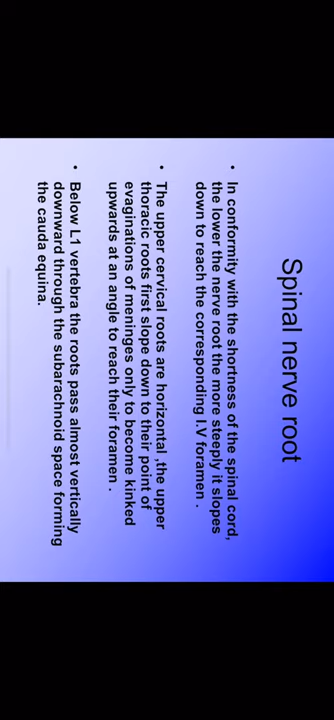 Spinal nerve root
• In conformity with the shortness of the spinal cord,
the lower the nerve root the more steeply it slopes
down to reach the corresponding I.V foramen .
• The upper cervical roots are horizontal ,the upper
thoracic roots first slope down to their point of
evaginations of meninges only to become kinked
upwards at an angle to reach their foramen .
• Below L1 vertebra the roots pass almost vertically
downward through the subarachnoid space forming
the cauda equina.